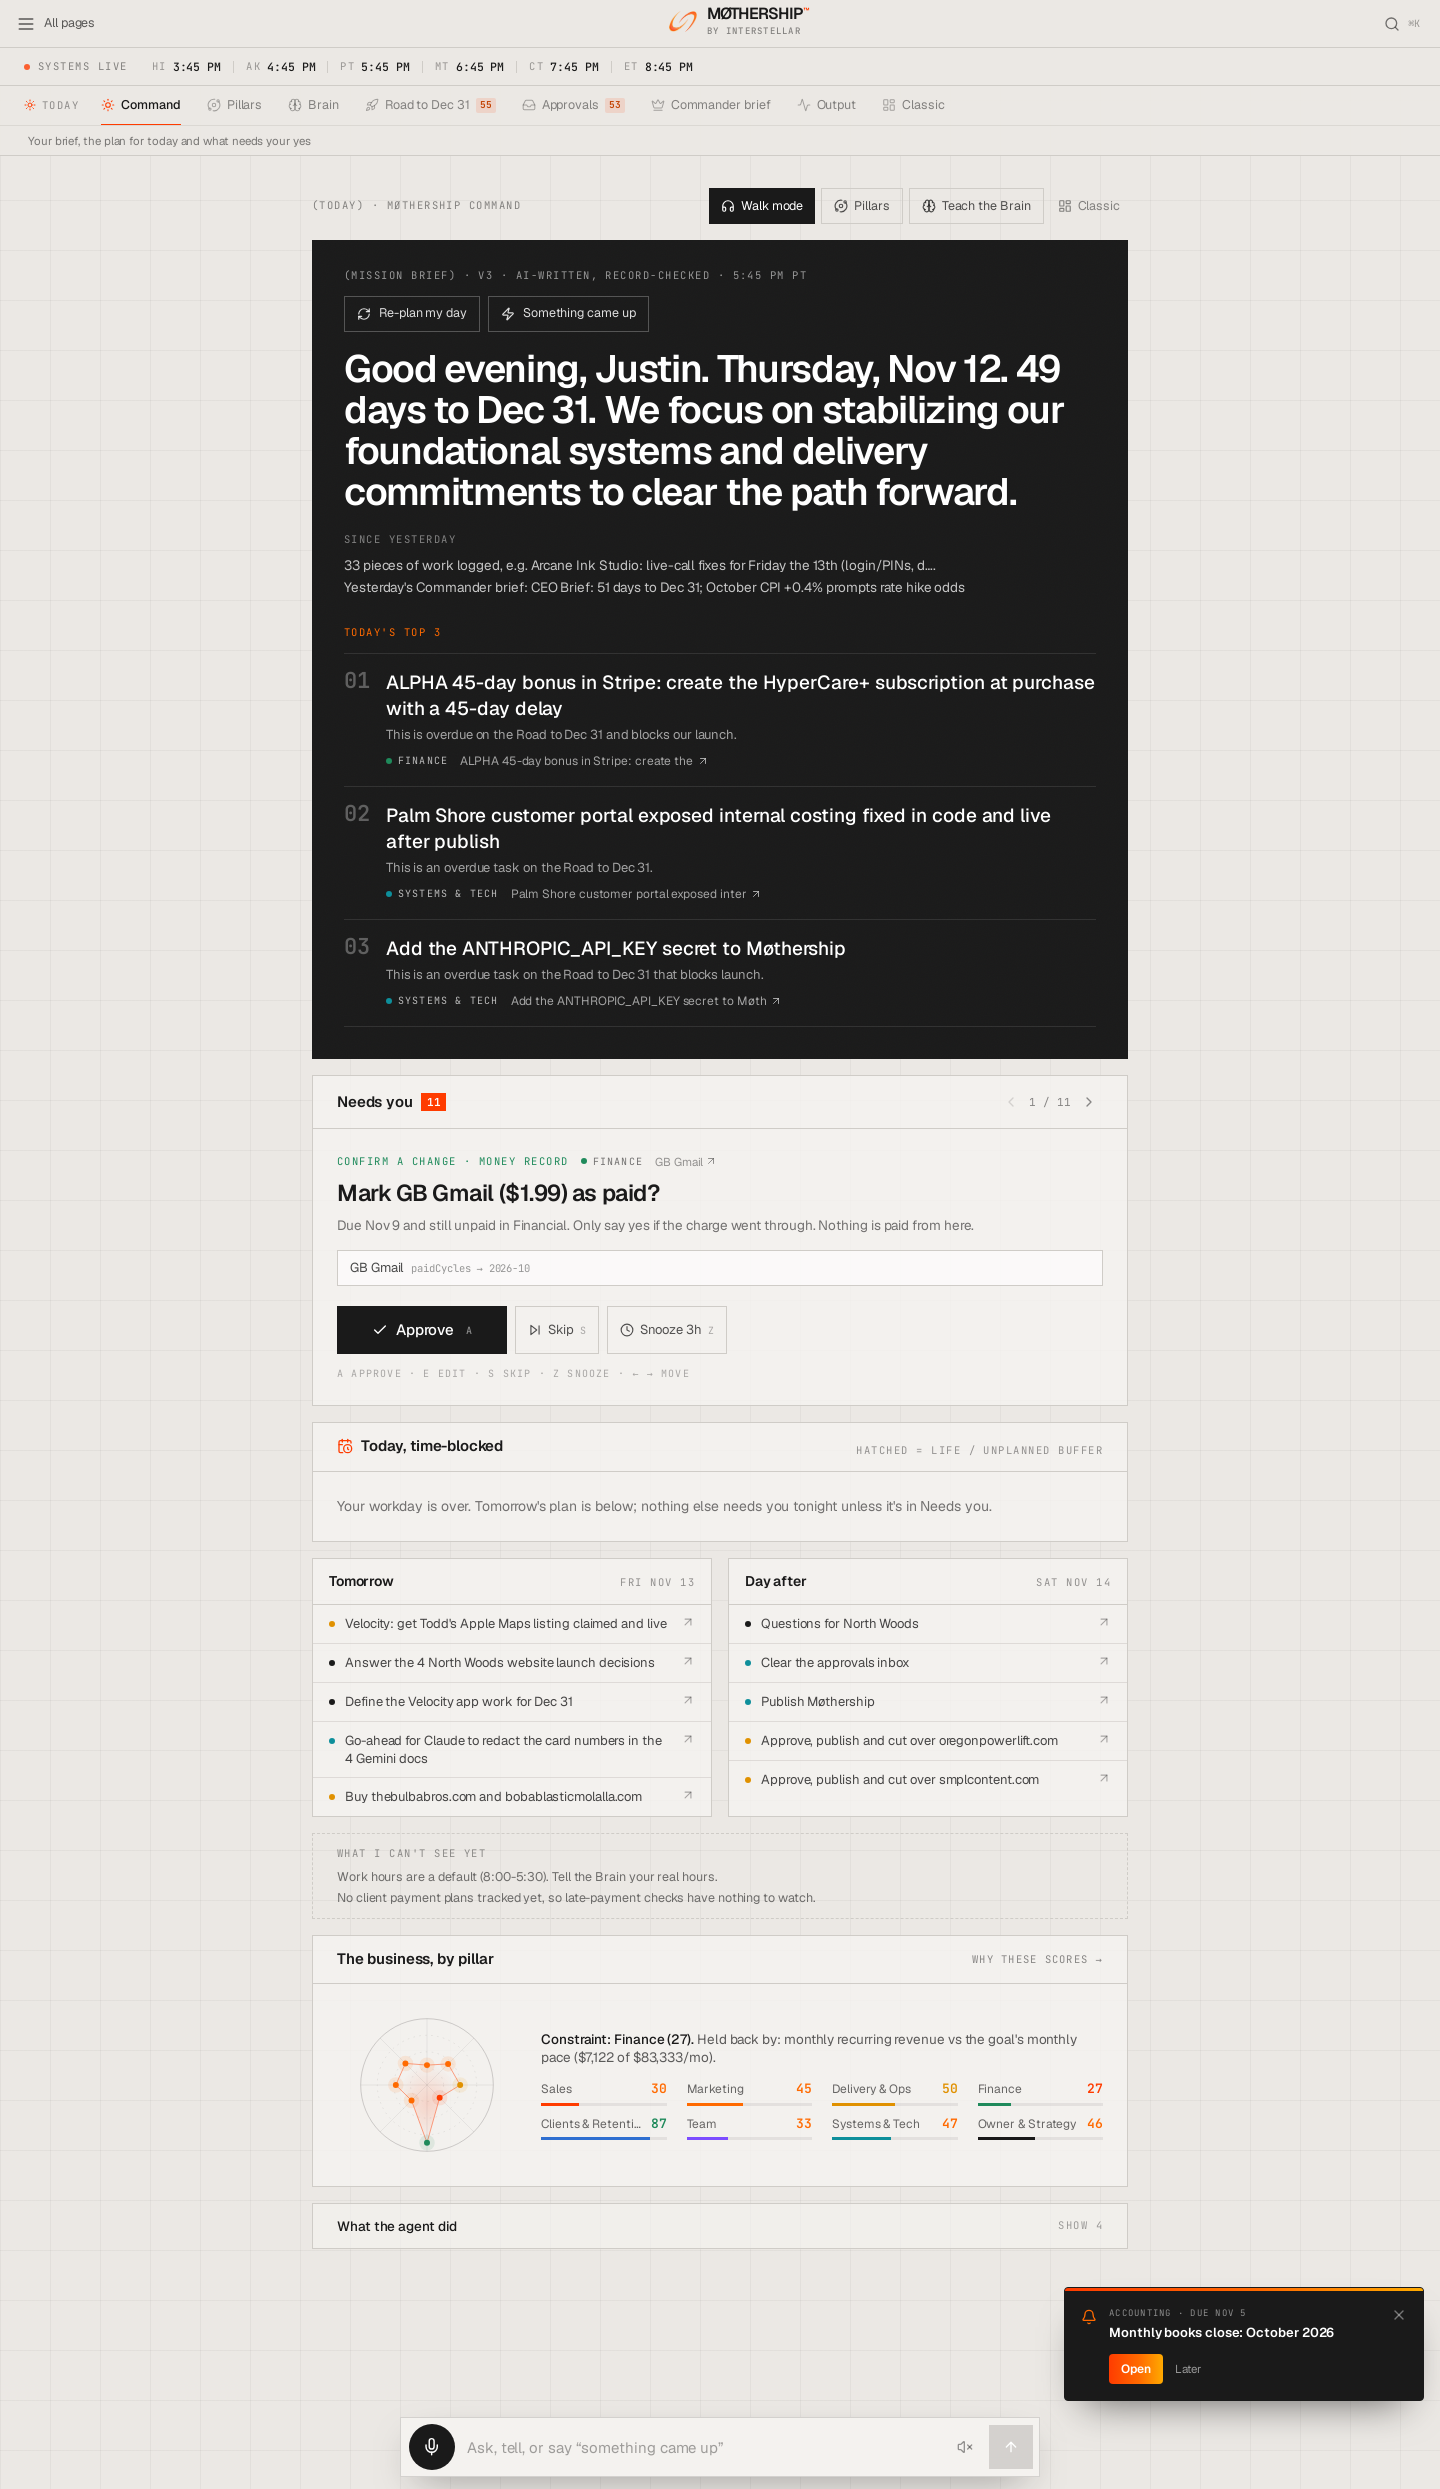 All pages
MØTHERSHIP™
BY INTERSTELLAR
⌘K
SYSTEMS LIVE HI 3:45 PM AK 4:45 PM PT 5:45 PM MT 6:45 PM CT 7:45 PM ET 8:45 PM
TODAY Command Pillars Brain Road to Dec 31 55 Approvals 53 Commander brief Output Classic
Your brief, the plan for today and what needs your yes
(TODAY) · MØTHERSHIP COMMAND
Walk mode Pillars Teach the Brain Classic
(MISSION BRIEF) · V3 · AI-WRITTEN, RECORD-CHECKED · 5:45 PM PT
Re-plan my day Something came up
Good evening, Justin. Thursday, Nov 12. 49
days to Dec 31. We focus on stabilizing our
foundational systems and delivery
commitments to clear the path forward.
SINCE YESTERDAY
33 pieces of work logged, e.g. Arcane Ink Studio: live-call fixes for Friday the 13th (login/PINs, d….
Yesterday's Commander brief: CEO Brief: 51 days to Dec 31; October CPI +0.4% prompts rate hike odds
TODAY'S TOP 3
01 ALPHA 45-day bonus in Stripe: create the HyperCare+ subscription at purchase
with a 45-day delay
This is overdue on the Road to Dec 31 and blocks our launch.
FINANCE ALPHA 45-day bonus in Stripe: create the
02 Palm Shore customer portal exposed internal costing fixed in code and live
after publish
This is an overdue task on the Road to Dec 31.
SYSTEMS & TECH Palm Shore customer portal exposed inter
03 Add the ANTHROPIC_API_KEY secret to Møthership
This is an overdue task on the Road to Dec 31 that blocks launch.
SYSTEMS & TECH Add the ANTHROPIC_API_KEY secret to Møth
Needs you 11
1 / 11
CONFIRM A CHANGE · MONEY RECORD FINANCE GB Gmail
Mark GB Gmail ($1.99) as paid?
Due Nov 9 and still unpaid in Financial. Only say yes if the charge went through. Nothing is paid from here.
GB Gmail paidCycles → 2026-10
Approve A Skip S Snooze 3h Z
A APPROVE · E EDIT · S SKIP · Z SNOOZE · ← → MOVE
Today, time-blocked
HATCHED = LIFE / UNPLANNED BUFFER
Your workday is over. Tomorrow's plan is below; nothing else needs you tonight unless it's in Needs you.
Tomorrow FRI NOV 13
Velocity: get Todd's Apple Maps listing claimed and live
Answer the 4 North Woods website launch decisions
Define the Velocity app work for Dec 31
Go-ahead for Claude to redact the card numbers in the
4 Gemini docs
Buy thebulbabros.com and bobablasticmolalla.com
Day after SAT NOV 14
Questions for North Woods
Clear the approvals inbox
Publish Møthership
Approve, publish and cut over oregonpowerlift.com
Approve, publish and cut over smplcontent.com
WHAT I CAN'T SEE YET
Work hours are a default (8:00-5:30). Tell the Brain your real hours.
No client payment plans tracked yet, so late-payment checks have nothing to watch.
The business, by pillar
WHY THESE SCORES →
Constraint: Finance (27). Held back by: monthly recurring revenue vs the goal's monthly
pace ($7,122 of $83,333/mo).
Sales 30 Marketing 45 Delivery & Ops 50 Finance 27
Clients & Retenti… 87 Team 33 Systems & Tech 47 Owner & Strategy 46
What the agent did
SHOW 4
ACCOUNTING · DUE NOV 5
Monthly books close: October 2026
Open Later
Ask, tell, or say “something came up”